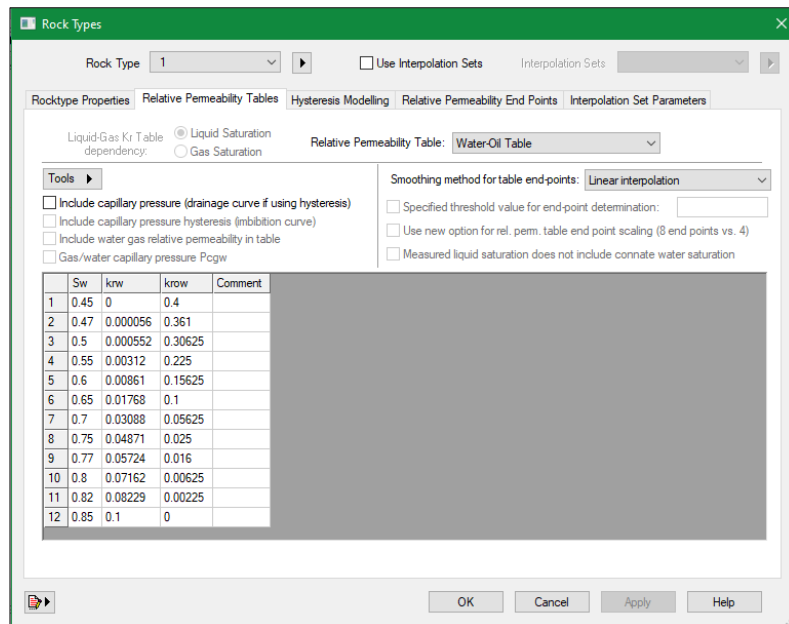 Rock Types
Rock Type 1 Use Interpolation Sets Interpolation Sets
Rocktype Properties Relative Permeability Tables Hysteresis Modelling Relative Permeability End Points Interpolation Set Parameters
Liquid-Gas Kr Table dependency: Liquid Saturation
Gas Saturation
Relative Permeability Table: Water-Oil Table
Tools
Smoothing method for table end-points: Linear interpolation
Include capillary pressure (drainage curve if using hysteresis)
Specified threshold value for end-point determination:
Include capillary pressure hysteresis (imbibition curve)
Use new option for rel. perm. table end point scaling (8 end points vs. 4)
Include water gas relative permeability in table
Measured liquid saturation does not include connate water saturation
Gas/water capillary pressure Pcgw
Sw krw krow Comment
1 0.45 0 0.4
2 0.47 0.000056 0.361
3 0.5 0.000552 0.30625
4 0.55 0.00312 0.225
5 0.6 0.00861 0.15625
6 0.65 0.01768 0.1
7 0.7 0.03088 0.05625
8 0.75 0.04871 0.025
9 0.77 0.05724 0.016
10 0.8 0.07162 0.00625
11 0.82 0.08229 0.00225
12 0.85 0.1 0
OK Cancel Apply Help